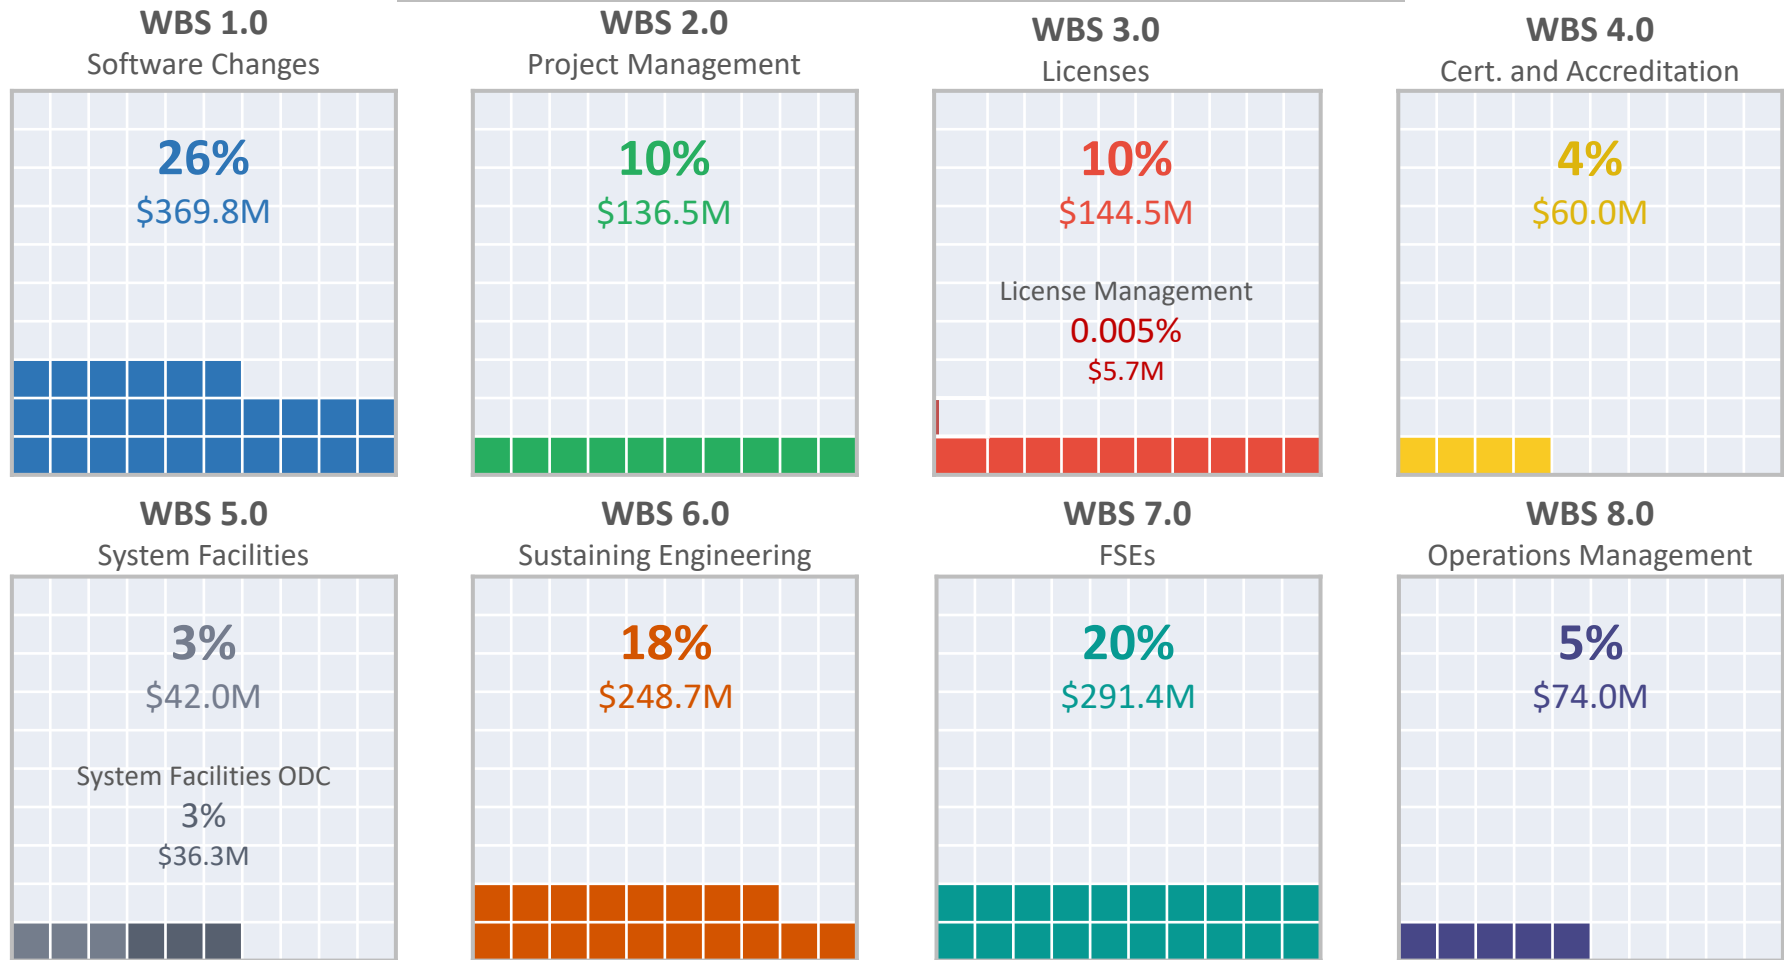 WBS 1.0
Software Changes
26%
$369.8M
WBS 2.0
Project Management
10%
$136.5M
WBS 3.0
Licenses
10%
$144.5M
License Management
0.005%
$5.7M
WBS 4.0
Cert. and Accreditation
4%
$60.0M
WBS 5.0
System Facilities
3%
$42.0M
System Facilities ODC
3%
$36.3M
WBS 6.0
Sustaining Engineering
18%
$248.7M
WBS 7.0
FSEs
20%
$291.4M
WBS 8.0
Operations Management
5%
$74.0M